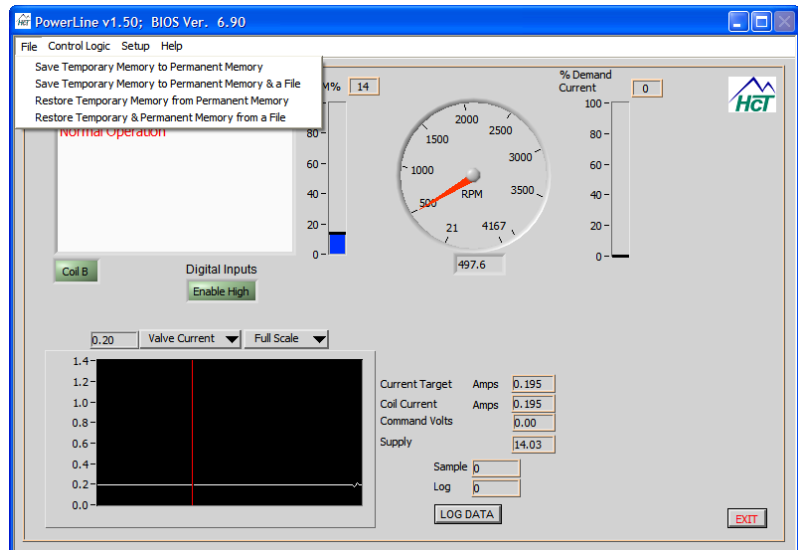 PowerLine v1.50; BIOS Ver. 6.90
File Control Logic Setup Help
Save Temporary Memory to Permanent Memory
Save Temporary Memory to Permanent Memory & a File
Restore Temporary Memory from Permanent Memory
Restore Temporary & Permanent Memory from a File
% 14
% Demand Current 0
HCT
Normal Operation
80
60
40
20
0
21
500
1000
1500
2000
2500
3000
3500
4167
RPM
497.6
100
80
60
40
20
0
Coil B
Digital Inputs
Enable High
0.20 Valve Current Full Scale
1.4
1.2
1.0
0.8
0.6
0.4
0.2
0.0
Current Target Amps 0.195
Coil Current Amps 0.195
Command Volts 0.00
Supply 14.03
Sample 0
Log 0
LOG DATA
EXIT